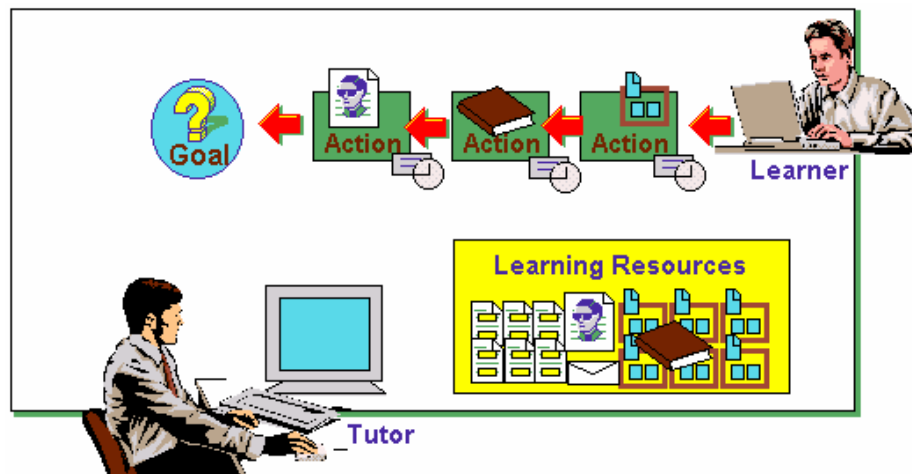 Goal
Action
Action
Action
Learner
Learning Resources
Tutor